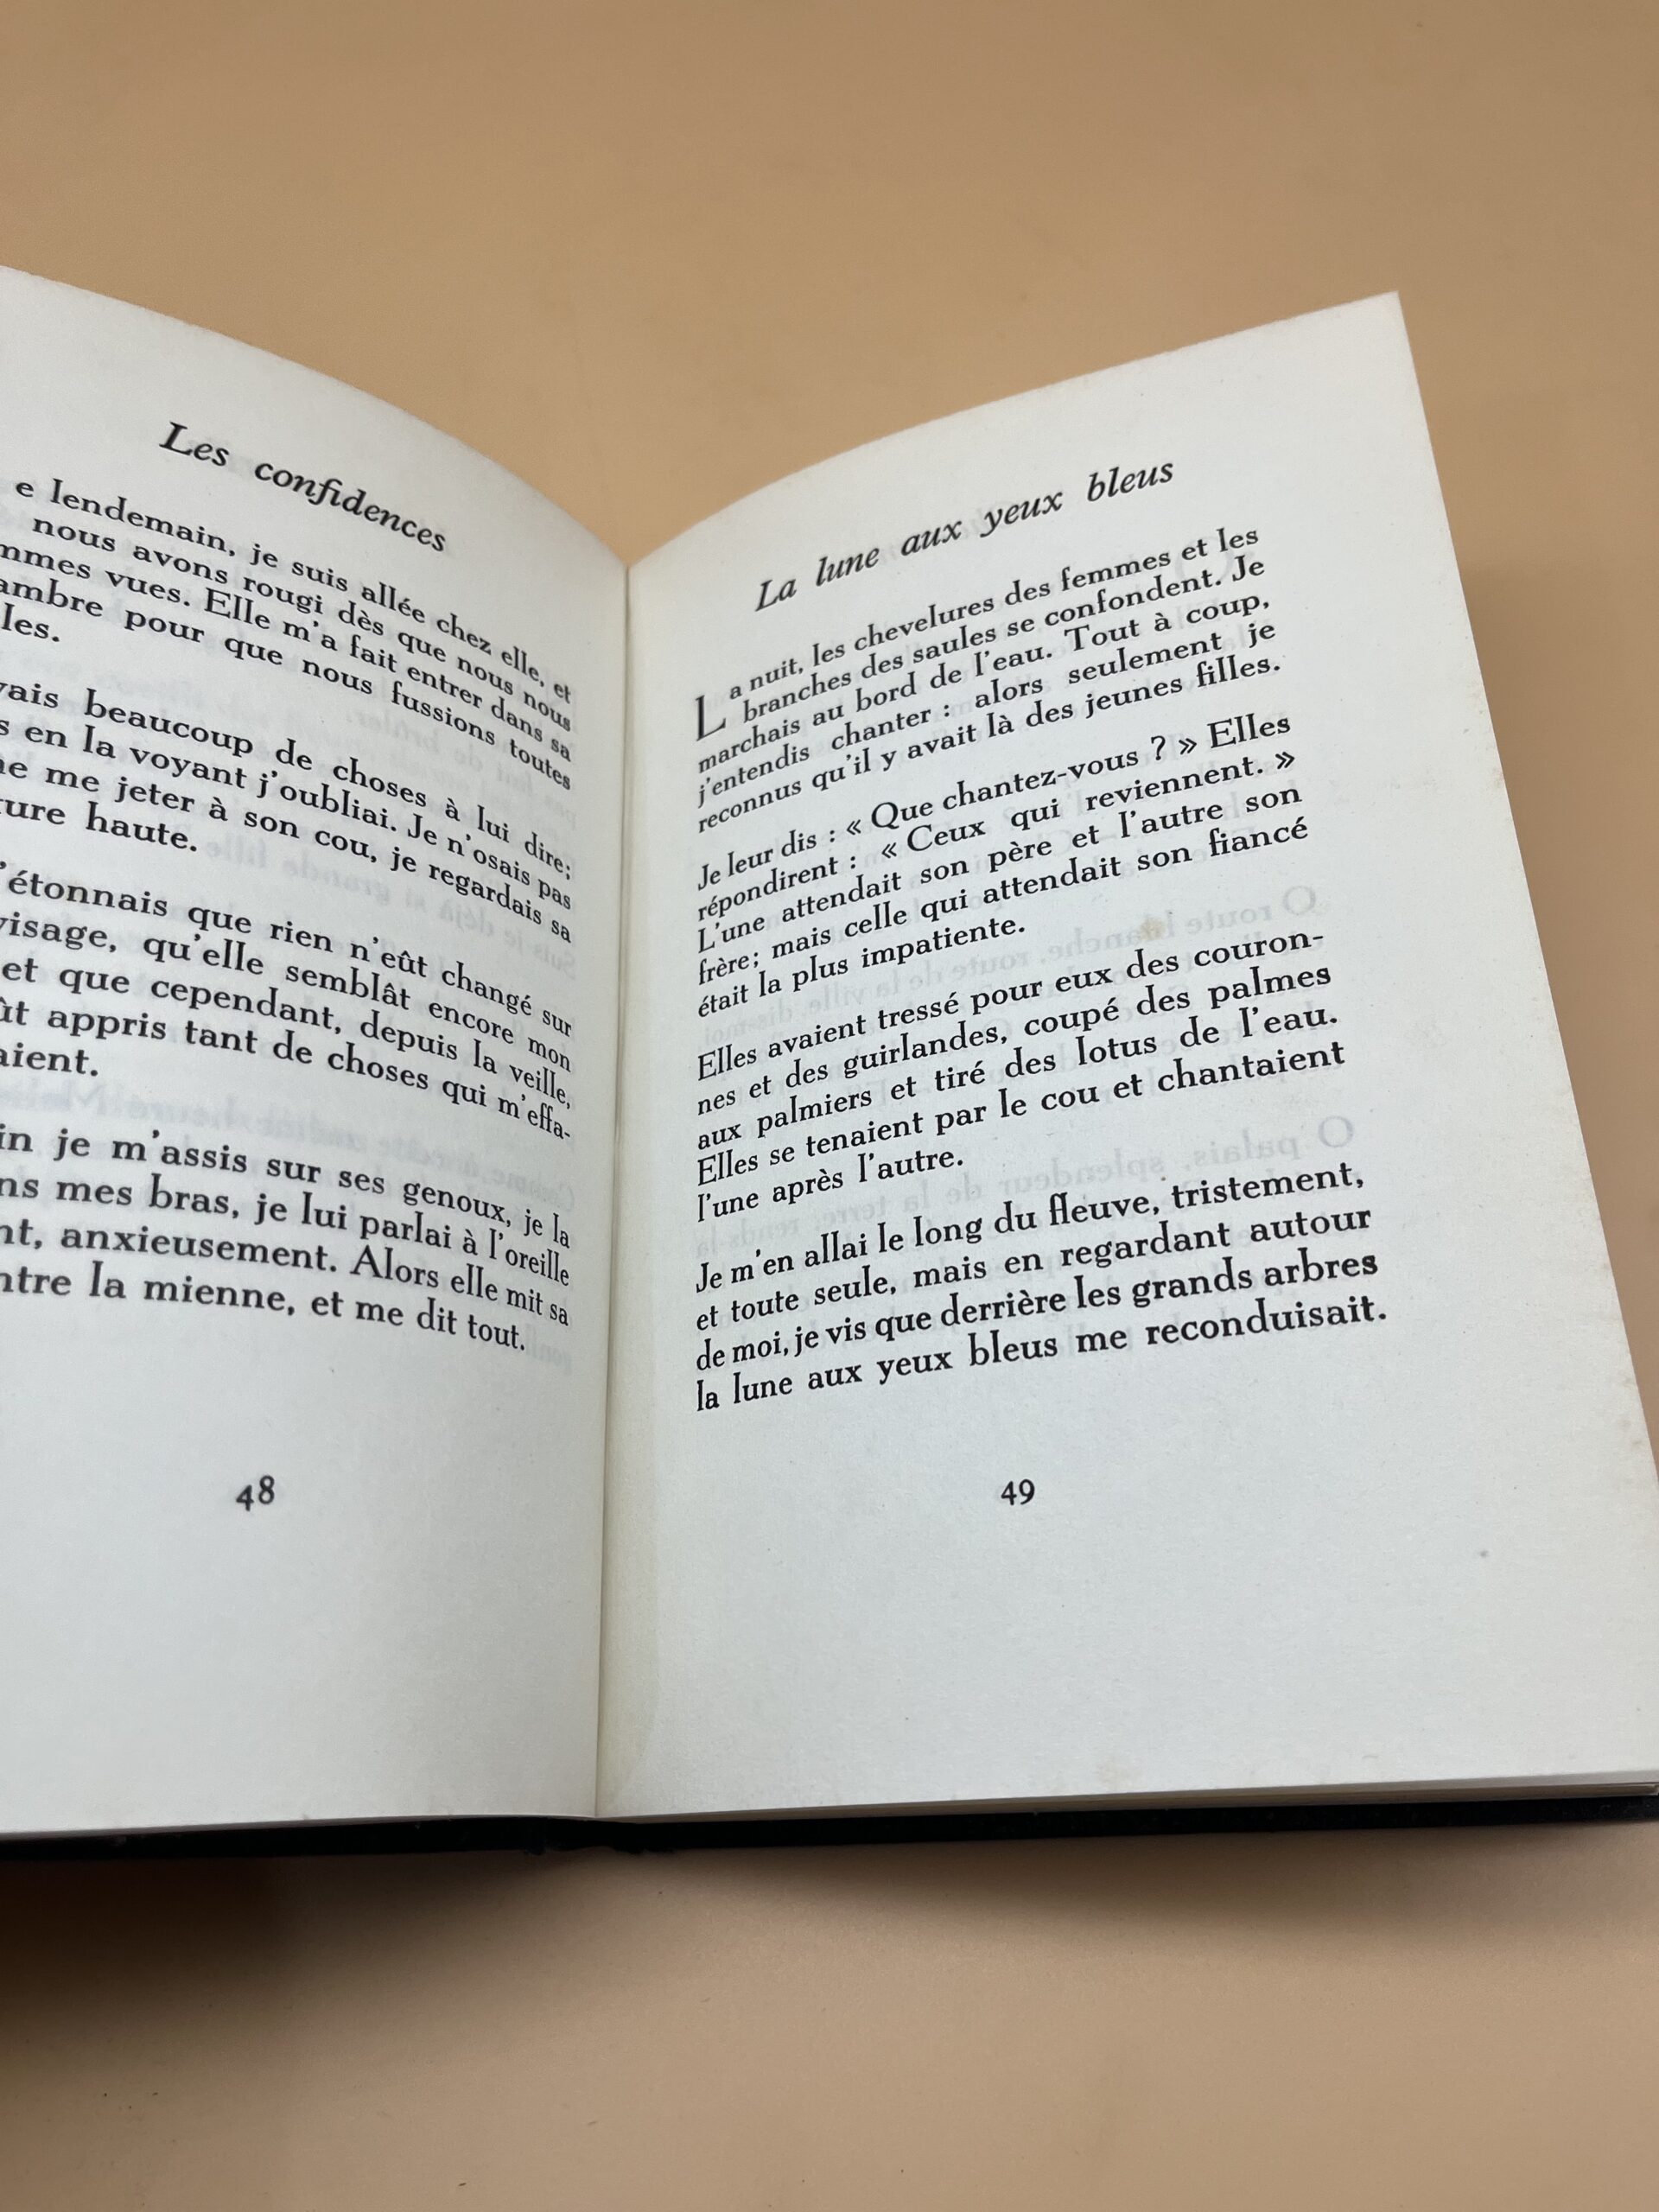 Les confidences
e lendemain, je suis allée chez elle, et
nous avons rougi dès que nous nous
mmes vues. Elle m'a fait entrer dans sa
ambre pour que nous fussions toutes
les.
vais beaucoup de choses à lui dire;
s en la voyant j'oubliai. Je n'osais pas
me jeter à son cou, je regardais sa
ture haute.
'étonnais que rien n'eût changé sur
visage, qu'elle semblât encore mon
et que cependant, depuis la veille,
ût appris tant de choses qui m'effa-
aient.
in je m'assis sur ses genoux, je la
ns mes bras, je lui parlai à l'oreille
nt, anxieusement. Alors elle mit sa
ntre la mienne, et me dit tout.
48
La lune aux yeux bleus
La nuit, les chevelures des femmes et les
branches des saules se confondent. Je
marchais au bord de l'eau. Tout à coup,
j'entendis chanter : alors seulement je
reconnus qu'il y avait là des jeunes filles.
Je leur dis : « Que chantez-vous ? » Elles
répondirent : « Ceux qui reviennent. »
L'une attendait son père et l'autre son
frère; mais celle qui attendait son fiancé
était la plus impatiente.
Elles avaient tressé pour eux des couron-
nes et des guirlandes, coupé des palmes
aux palmiers et tiré des lotus de l'eau.
Elles se tenaient par le cou et chantaient
l'une après l'autre.
Je m'en allai le long du fleuve, tristement,
et toute seule, mais en regardant autour
de moi, je vis que derrière les grands arbres
la lune aux yeux bleus me reconduisait.
49